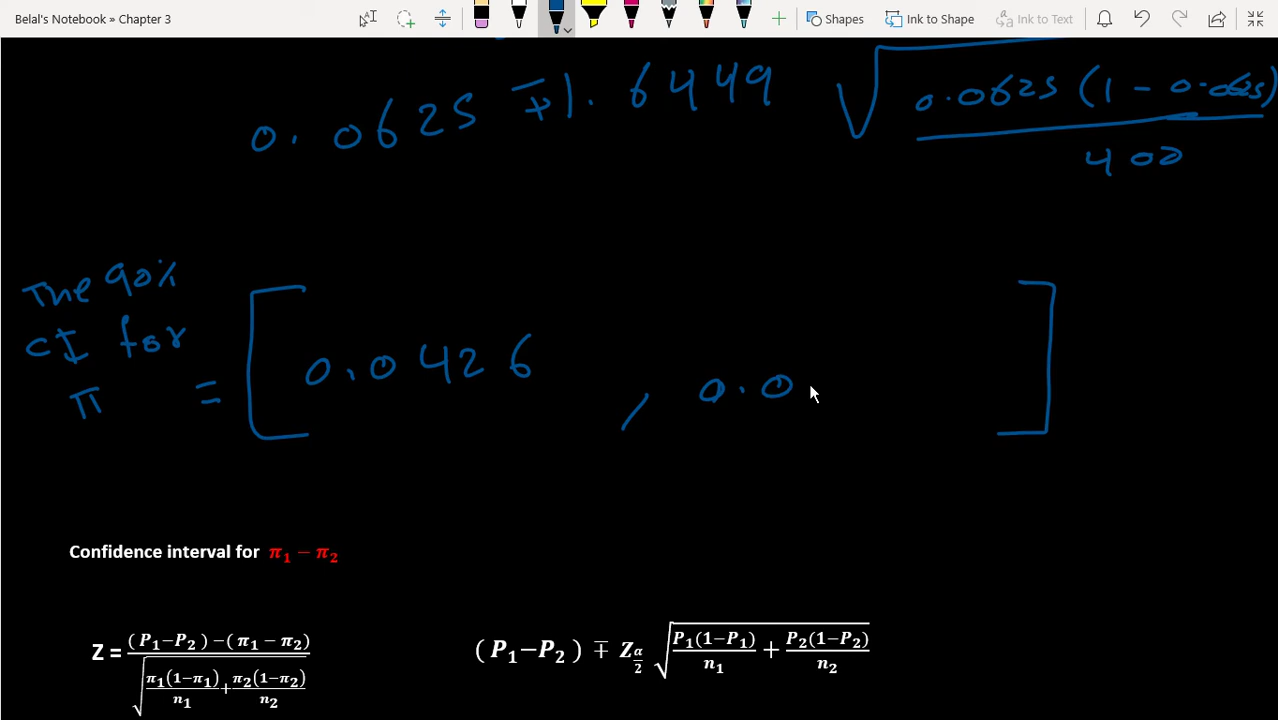 Belal's Notebook » Chapter 3
Shapes Ink to Shape Ink to Text
0.0625 ∓ 1.6449 √(0.0625 (1 - 0.0625) / 400)
The 90%
CI for
π = [ 0.0426 , 0.0 ]
Confidence interval for π₁ − π₂
Z = ((P₁−P₂)−(π₁−π₂)) / √(π₁(1−π₁)/n₁ + π₂(1−π₂)/n₂) (P₁−P₂) ∓ Z_{α/2} √(P₁(1−P₁)/n₁ + P₂(1−P₂)/n₂)